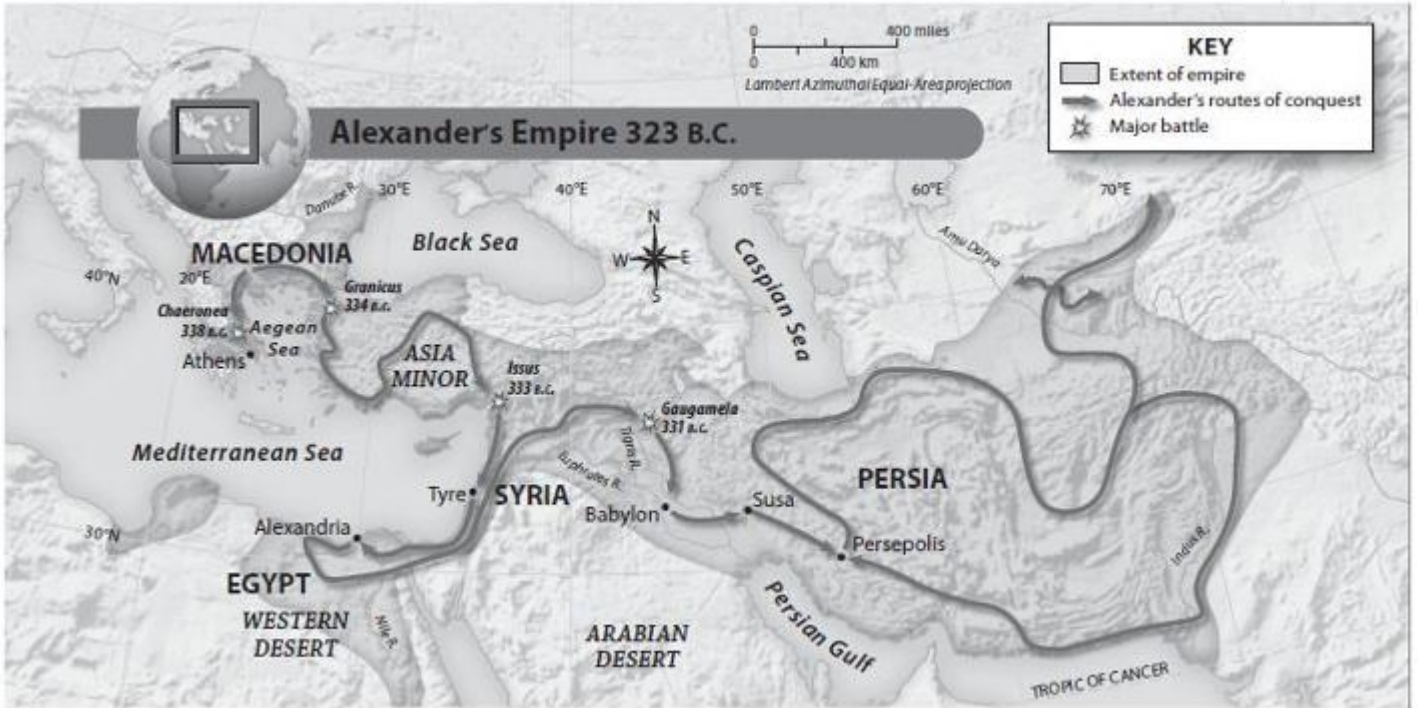 0 400 miles
0 400 km
Lambert Azimuthal Equal-Area projection
KEY
Extent of empire
Alexander's routes of conquest
Major battle
Alexander's Empire 323 B.C.
30°E
40°E
50°E
60°E
70°E
Danube R.
Black Sea
N
W
E
S
Caspian Sea
Amu Darya
MACEDONIA
40°N
20°E
Granicus
334 B.C.
Chaeronea
338 B.C.
Aegean
Sea
Athens
ASIA
MINOR
Issus
333 B.C.
Gaugamela
331 B.C.
Tigris R.
Mediterranean Sea
Euphrates R.
PERSIA
Tyre
SYRIA
Babylon
Susa
30°N
Alexandria
Persepolis
Indus R.
EGYPT
WESTERN
DESERT
Nile R.
ARABIAN
DESERT
Persian Gulf
TROPIC OF CANCER